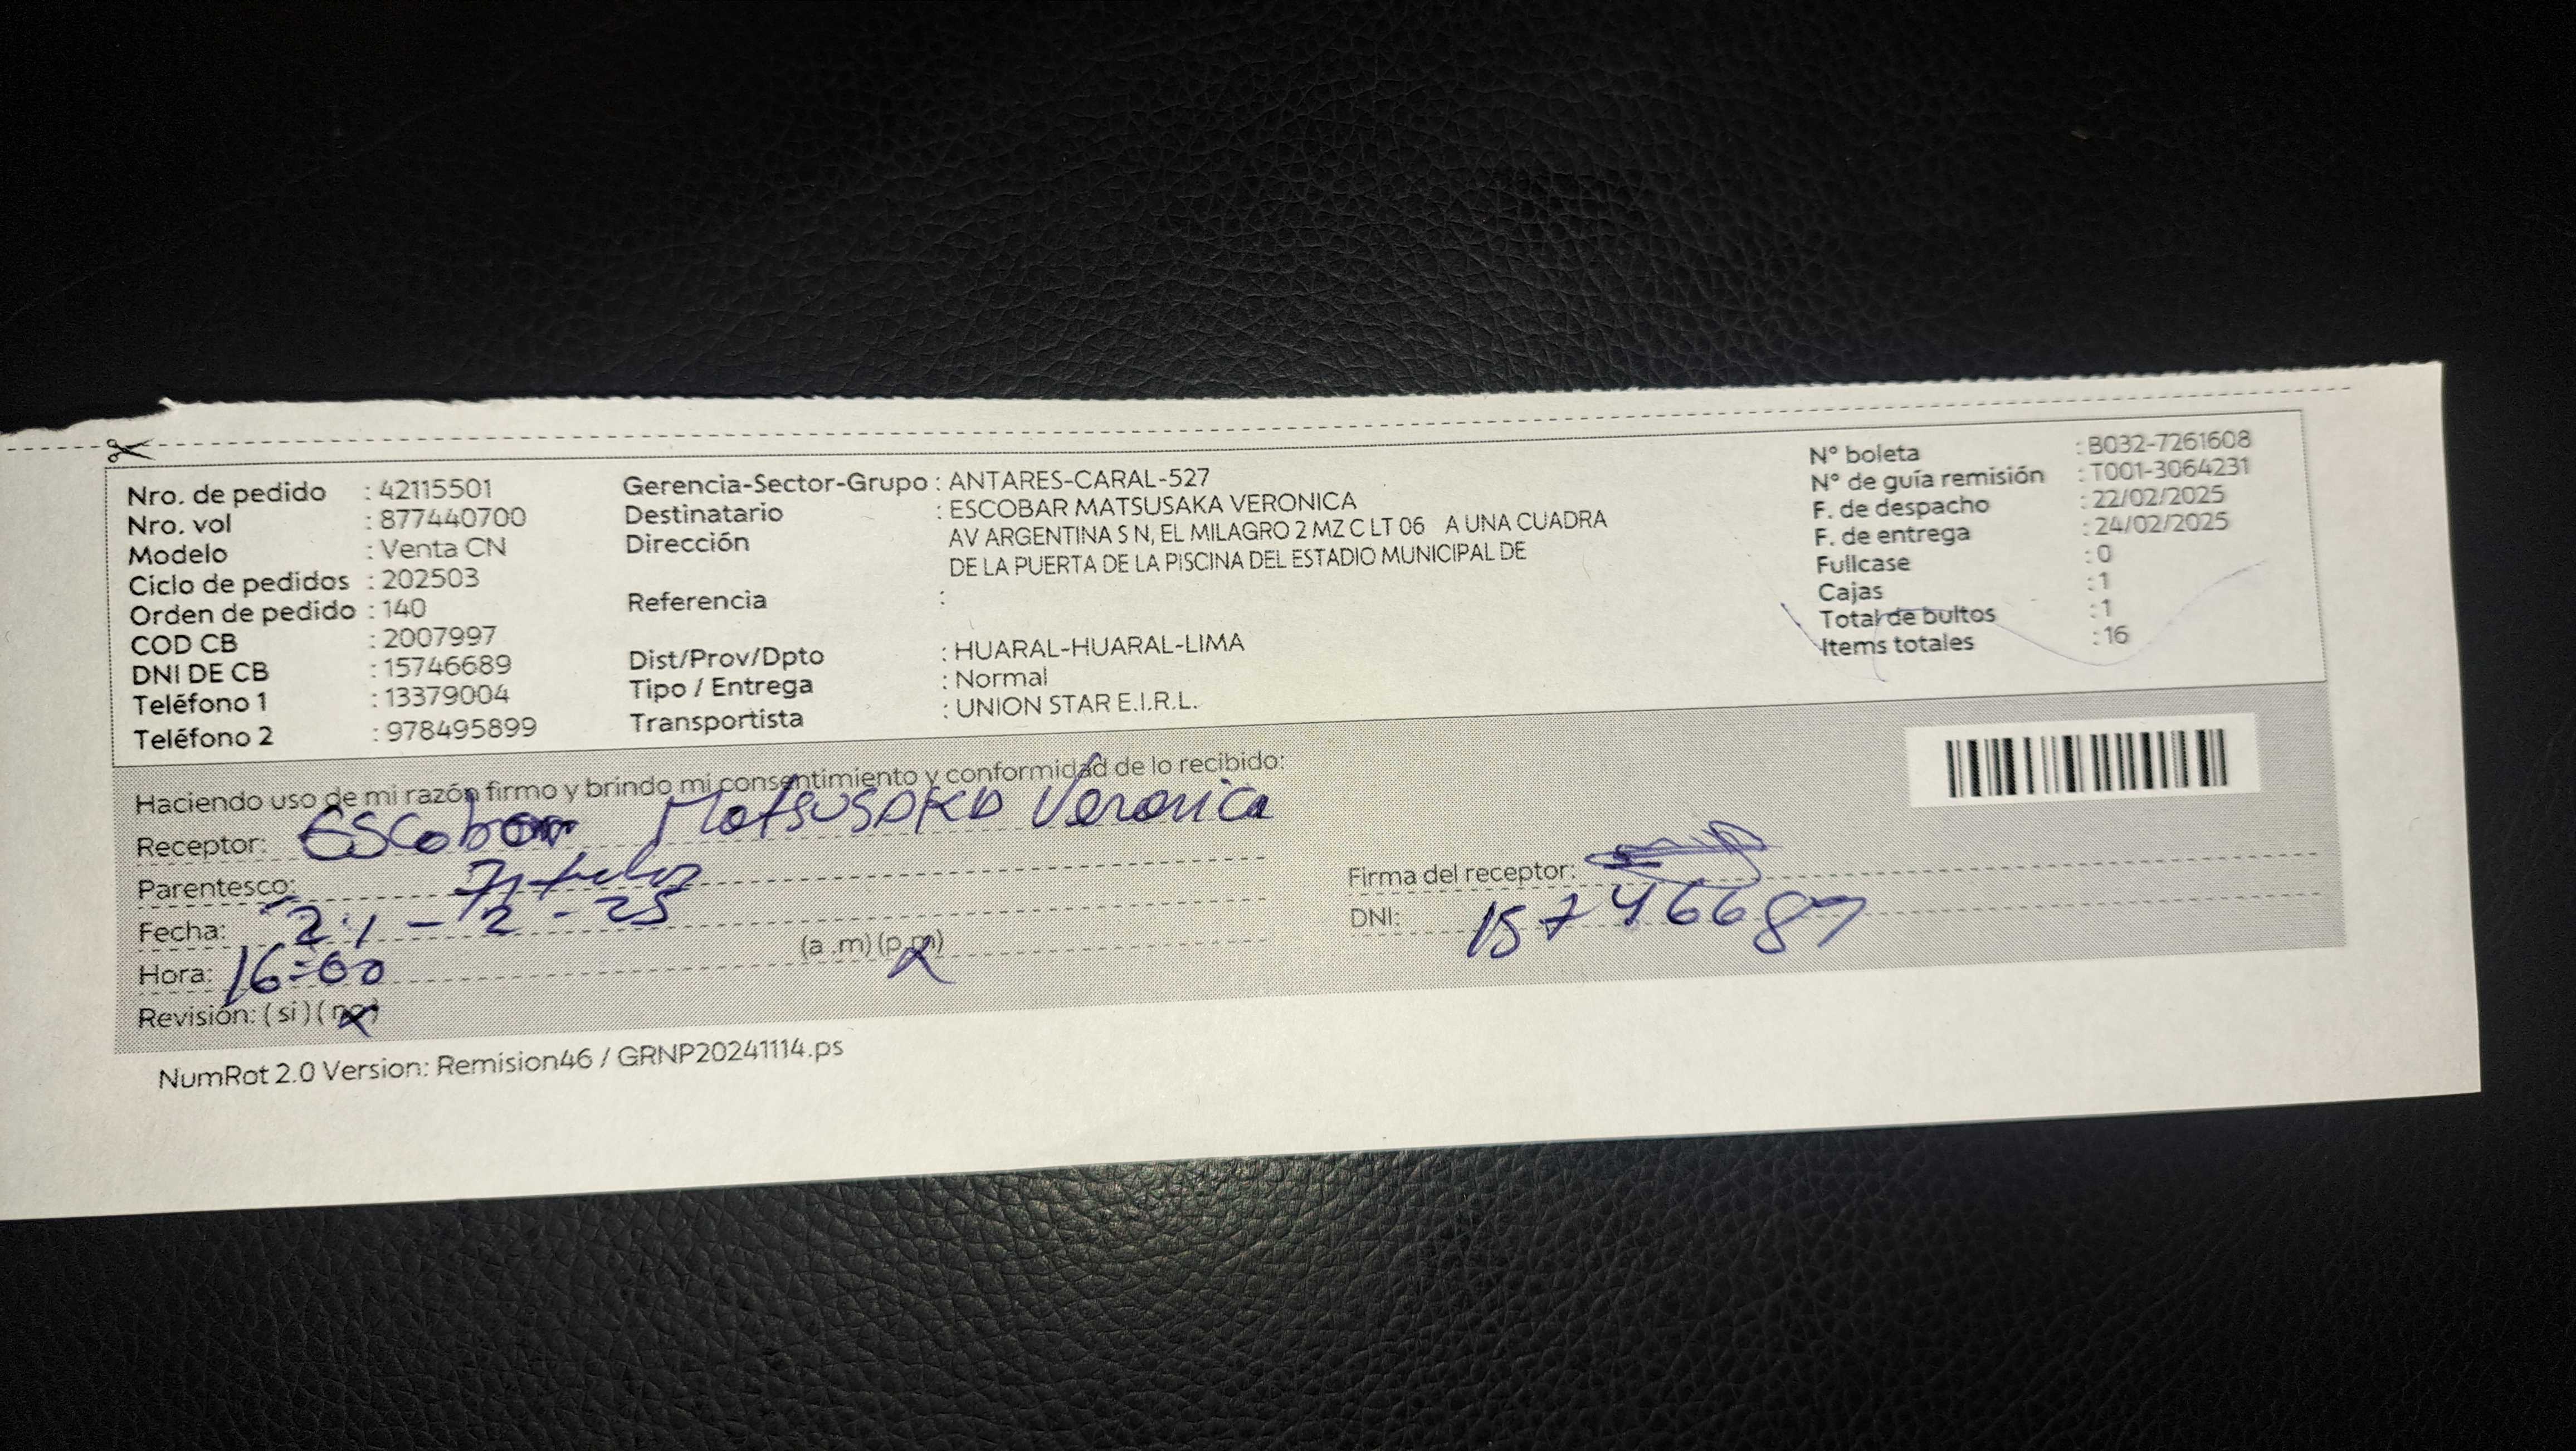 Nro. de pedido : 42115501
Nro. vol : 877440700
Modelo : Venta CN
Ciclo de pedidos : 202503
Orden de pedido : 140
COD CB : 2007997
DNI DE CB : 15746689
Teléfono 1 : 13379004
Teléfono 2 : 978495899
Gerencia-Sector-Grupo : ANTARES-CARAL-527
Destinatario : ESCOBAR MATSUSAKA VERONICA
Dirección AV ARGENTINA S N, EL MILAGRO 2 MZ C LT 06 A UNA CUADRA
DE LA PUERTA DE LA PISCINA DEL ESTADIO MUNICIPAL DE
Referencia :
Dist/Prov/Dpto : HUARAL-HUARAL-LIMA
Tipo / Entrega : Normal
Transportista : UNION STAR E.I.R.L.
N° boleta : B032-7261608
N° de guía remisión : T001-3064231
F. de despacho : 22/02/2025
F. de entrega : 24/02/2025
Fullcase : 0
Cajas : 1
Total de bultos : 1
Items totales : 16
Haciendo uso de mi razón firmo y brindo mi consentimiento y conformidad de lo recibido:
Receptor: Escobar Matsusaka Veronica
Parentesco:
Fecha: - 2 - 25
Hora: 16:00 (a .m) (p.m)
Revisión: ( si ) ( no )
Firma del receptor:
DNI: 15746689
NumRot 2.0 Version: Remision46 / GRNP20241114.ps